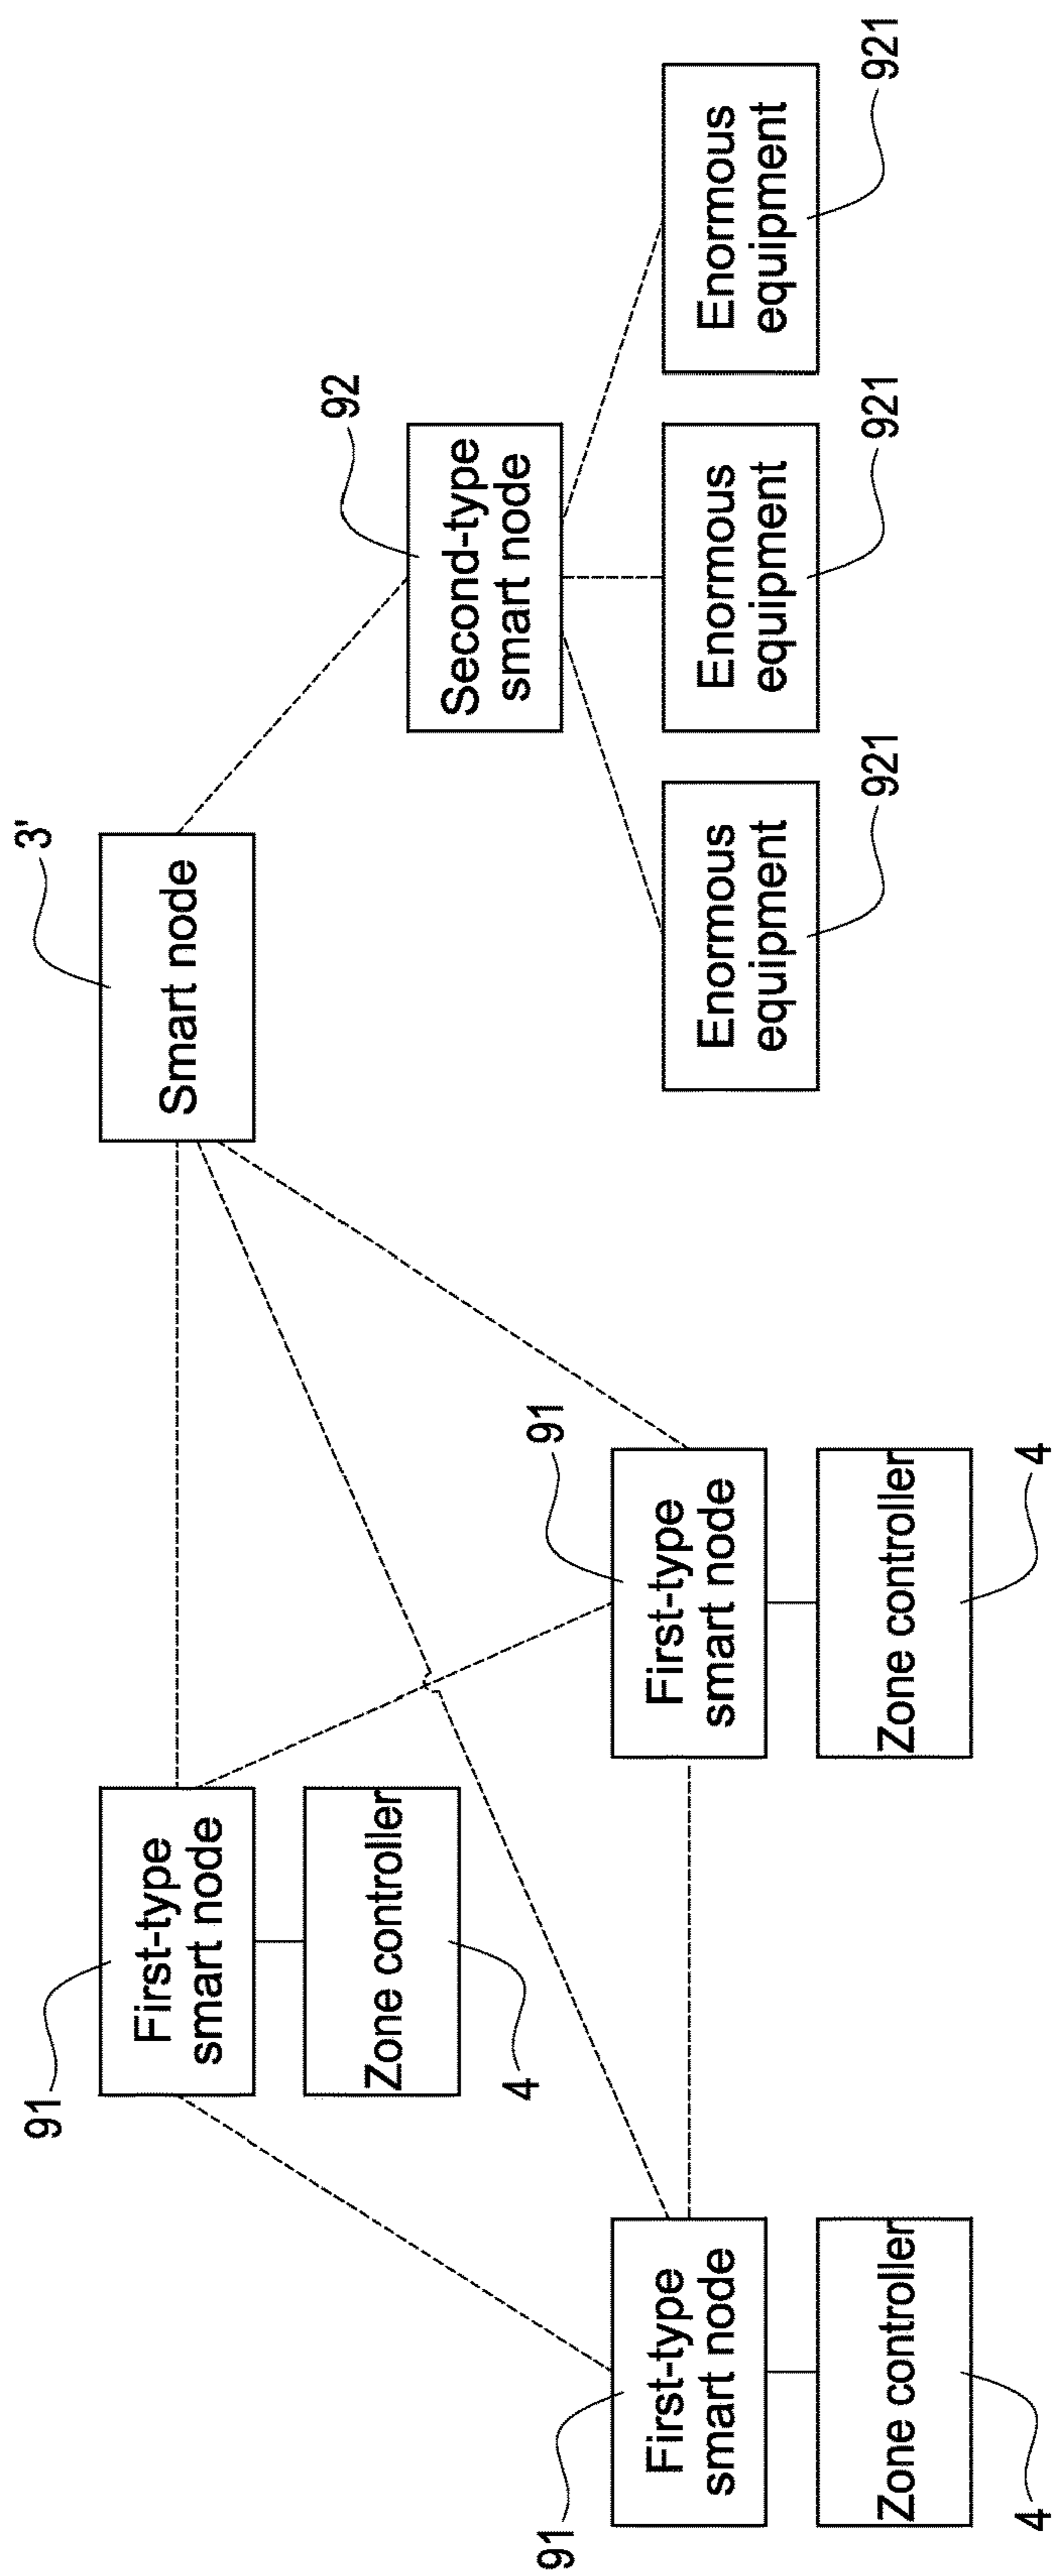 3'
Smart node
92
Second-type
smart node
91
First-type
smart node
Zone controller
4
91
First-type
smart node
Zone controller
4
91
First-type
smart node
Zone controller
4
Enormous
equipment
921
Enormous
equipment
921
Enormous
equipment
921